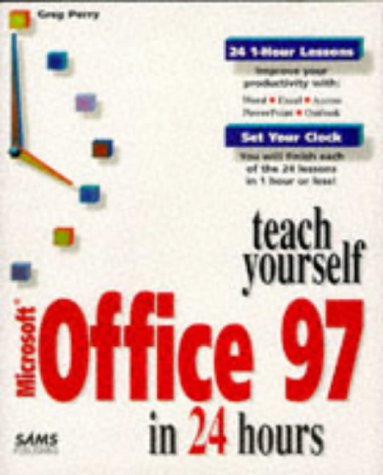 Greg Perry
24 1-Hour Lessons
Improve your
productivity with:
Word • Excel • Access
PowerPoint • Outlook
Set Your Clock
You will finish each
of the 24 lessons
in 1 hour or less!
teach
yourself
Microsoft®
Office 97
in 24 hours
SAMS
PUBLISHING